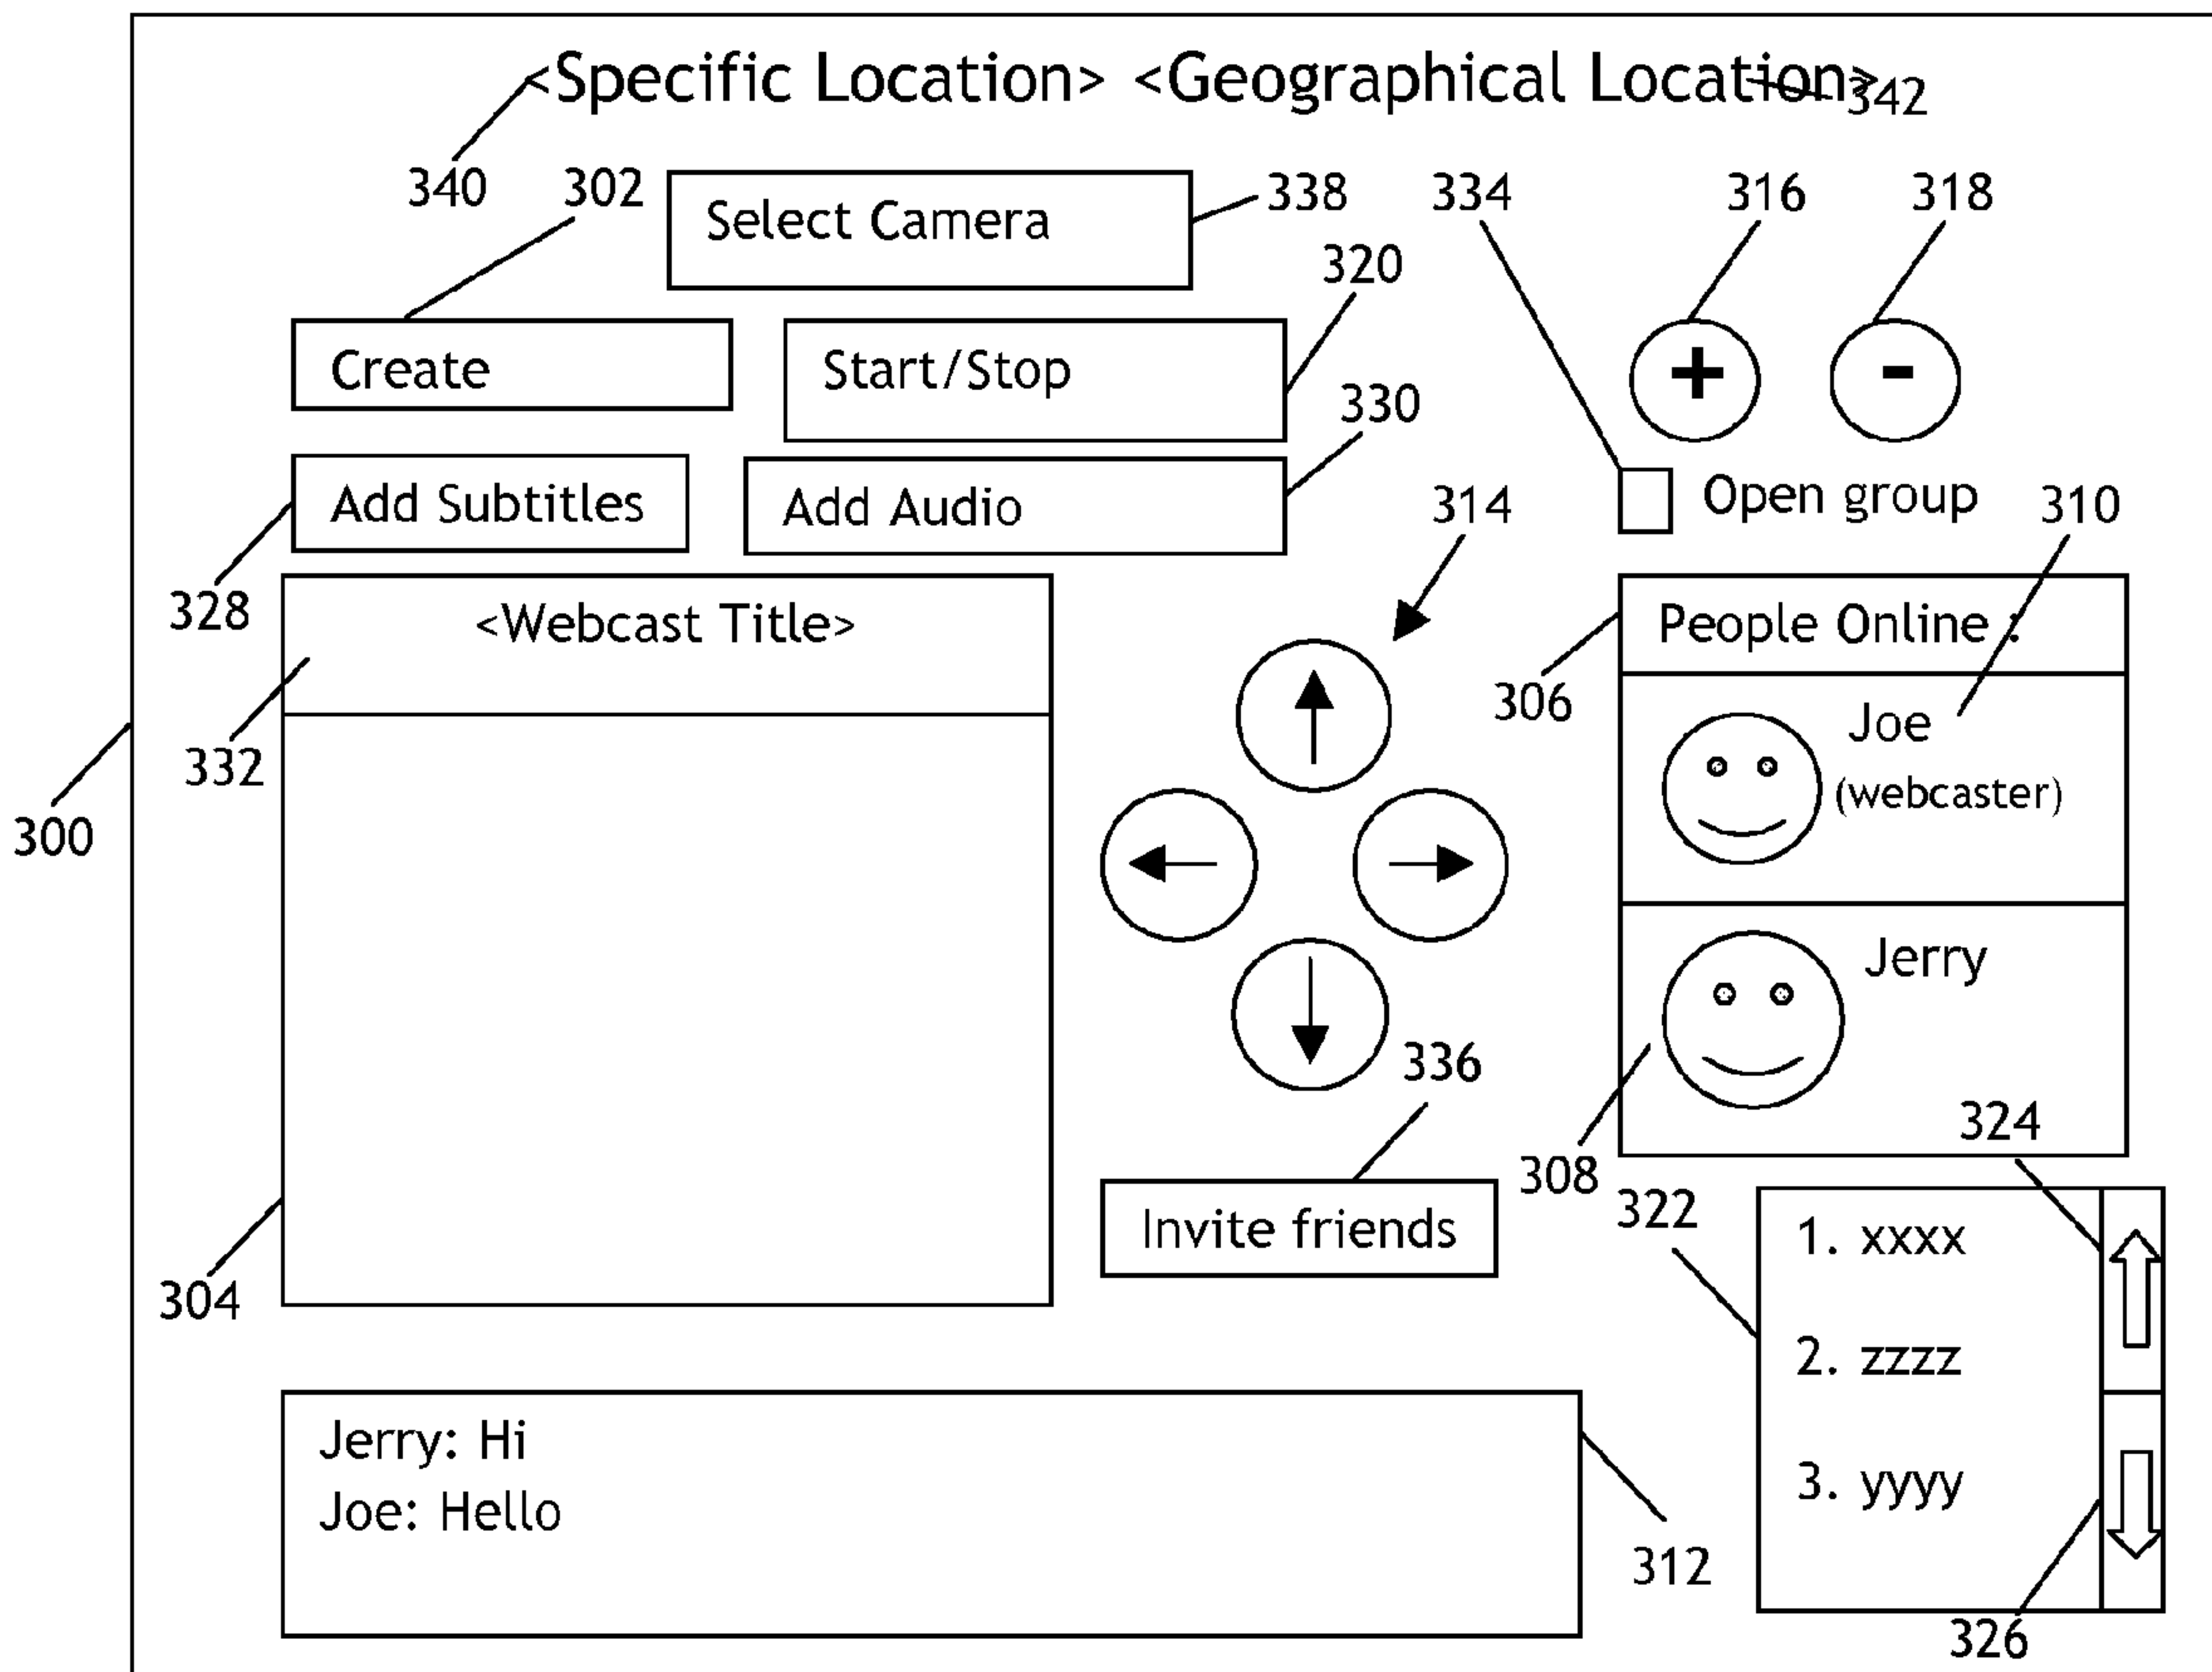 <Specific Location> <Geographical Location>
342
340
302
Select Camera
338
334
316
318
320
Create
Start/Stop
+
-
330
Add Subtitles
Add Audio
314
Open group
310
328
<Webcast Title>
People Online :
306
332
Joe
(webcaster)
300
Jerry
336
324
308
322
Invite friends
1. xxxx
304
2. zzzz
Jerry: Hi
3. yyyy
Joe: Hello
312
326